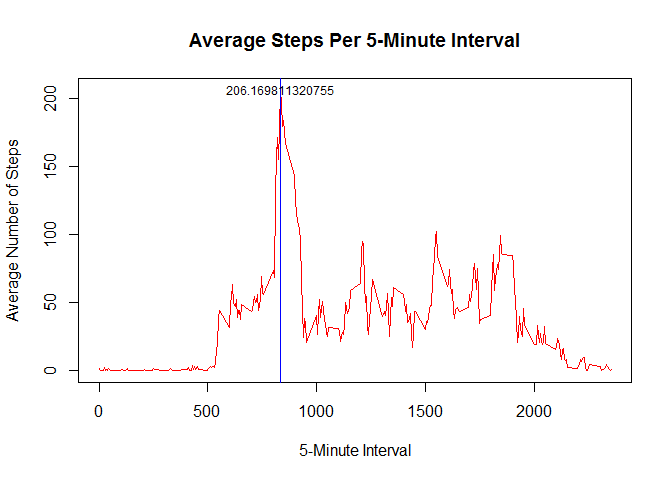 Average Steps Per 5-Minute Interval
206.169811320755
Average Number of Steps
200
150
100
50
0
0 500 1000 1500 2000
5-Minute Interval